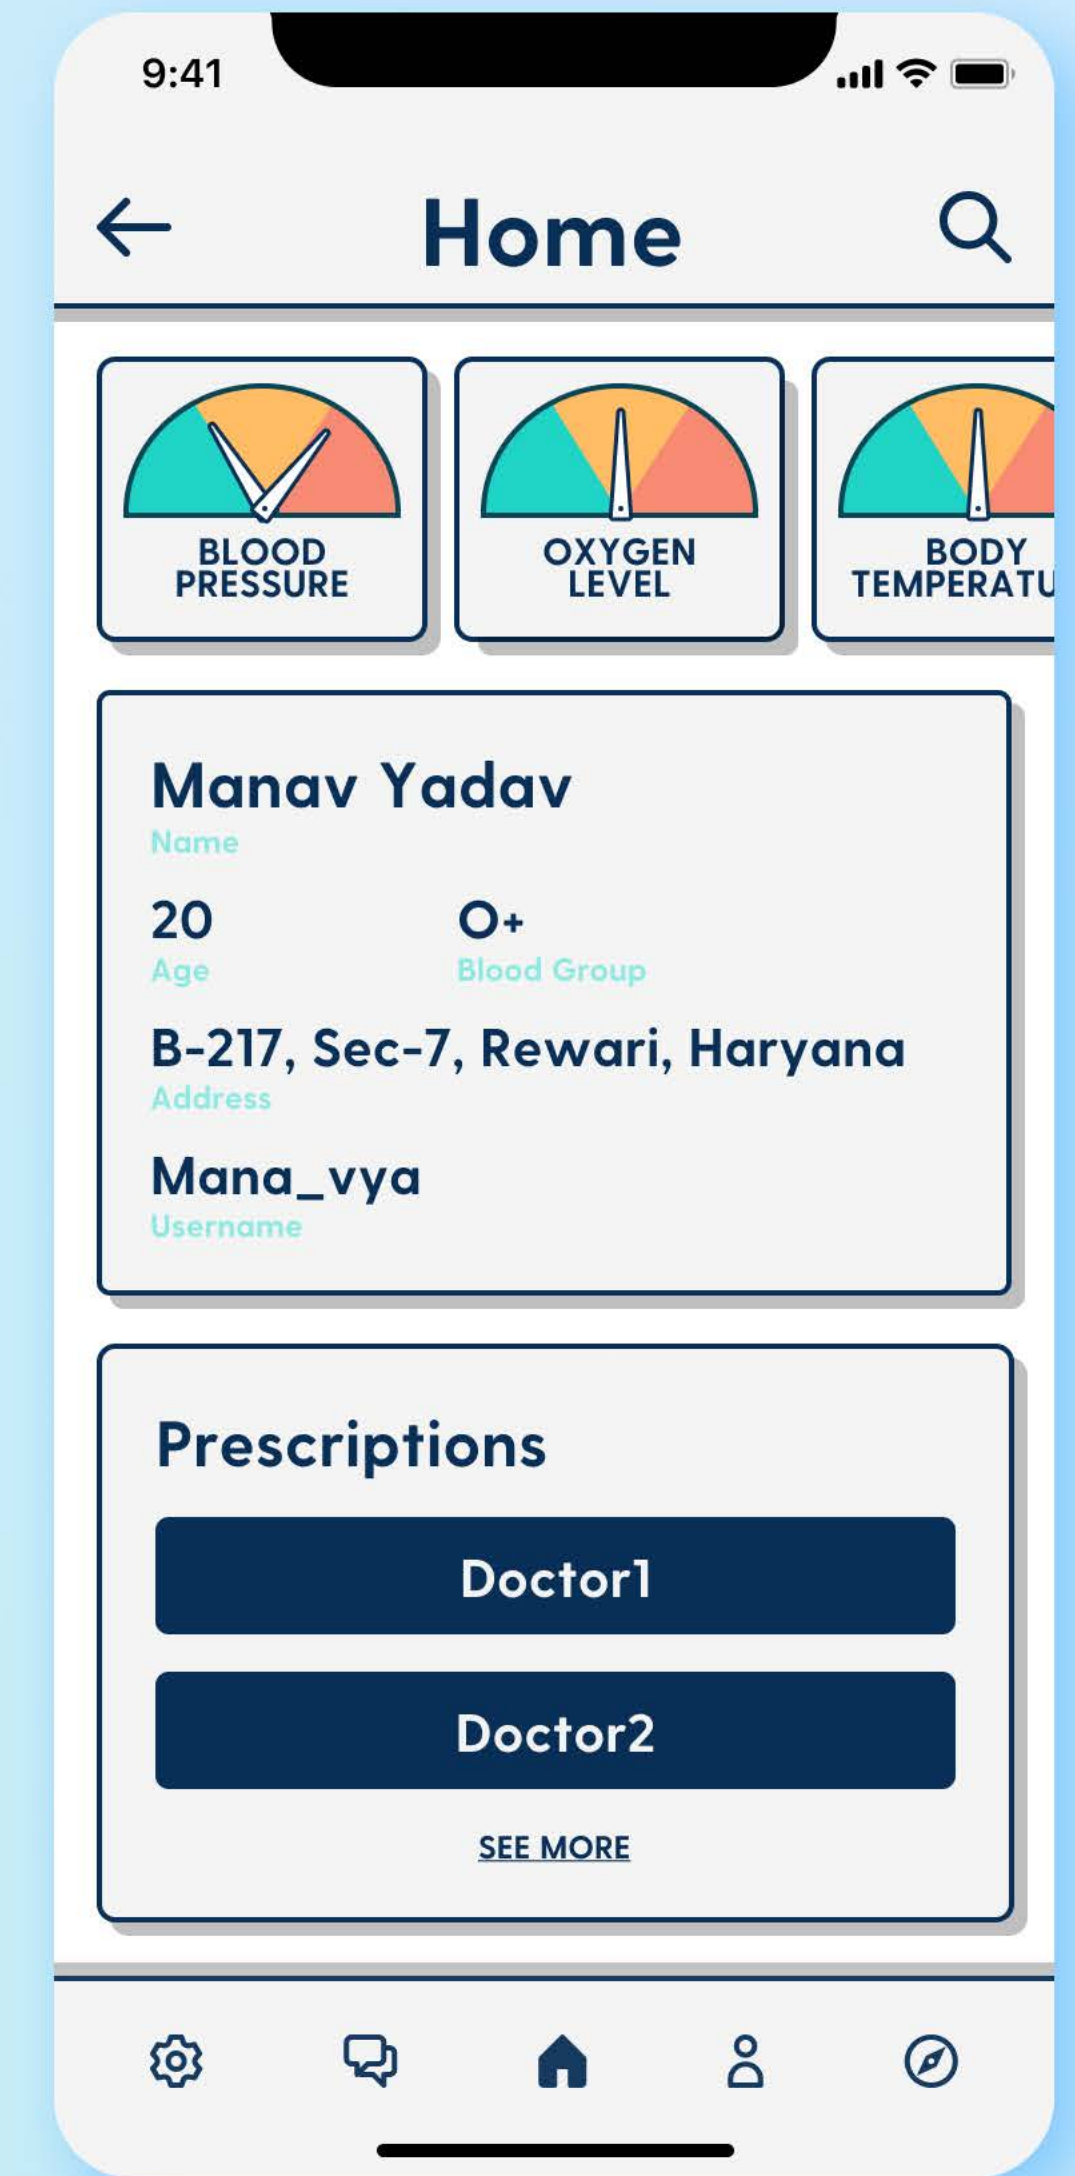 9:41
Home
BLOOD
PRESSURE
OXYGEN
LEVEL
BODY
TEMPERATU
Manav Yadav
Name
20
Age
O+
Blood Group
B-217, Sec-7, Rewari, Haryana
Address
Mana_vya
Username
Prescriptions
Doctor1
Doctor2
SEE MORE